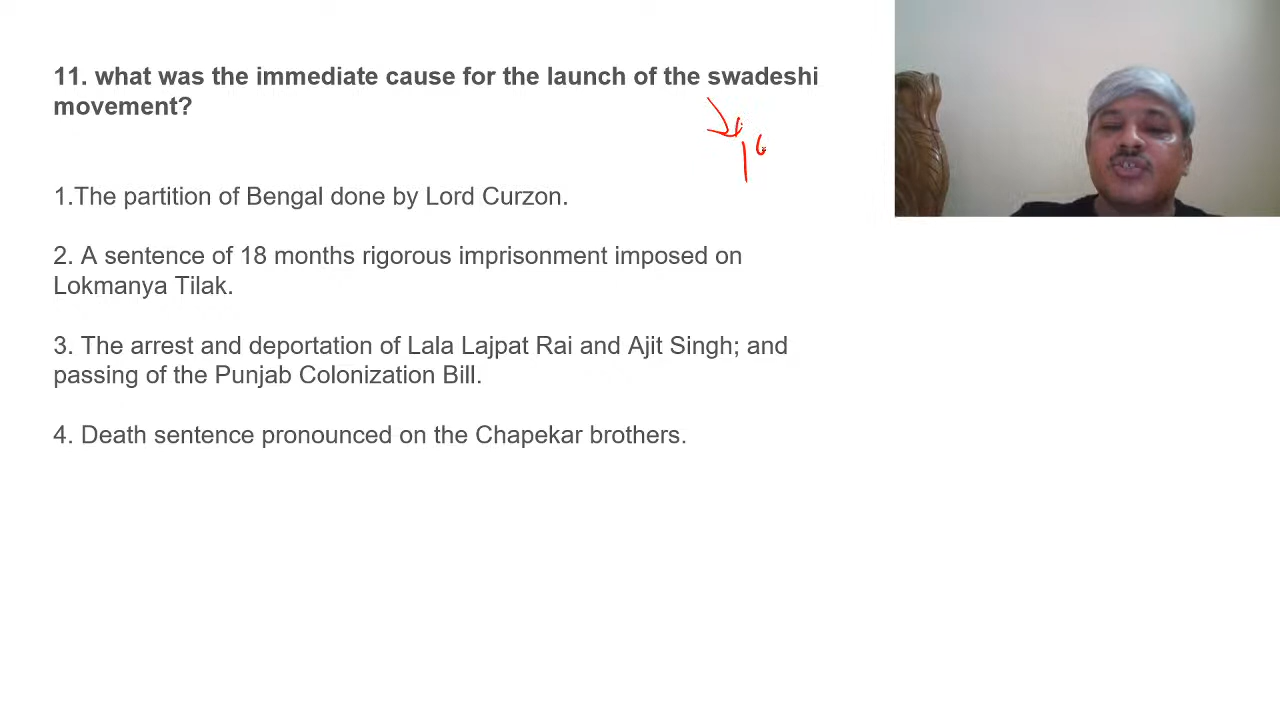 11. what was the immediate cause for the launch of the swadeshi
movement?
1.The partition of Bengal done by Lord Curzon.
2. A sentence of 18 months rigorous imprisonment imposed on
Lokmanya Tilak.
3. The arrest and deportation of Lala Lajpat Rai and Ajit Singh; and
passing of the Punjab Colonization Bill.
4. Death sentence pronounced on the Chapekar brothers.